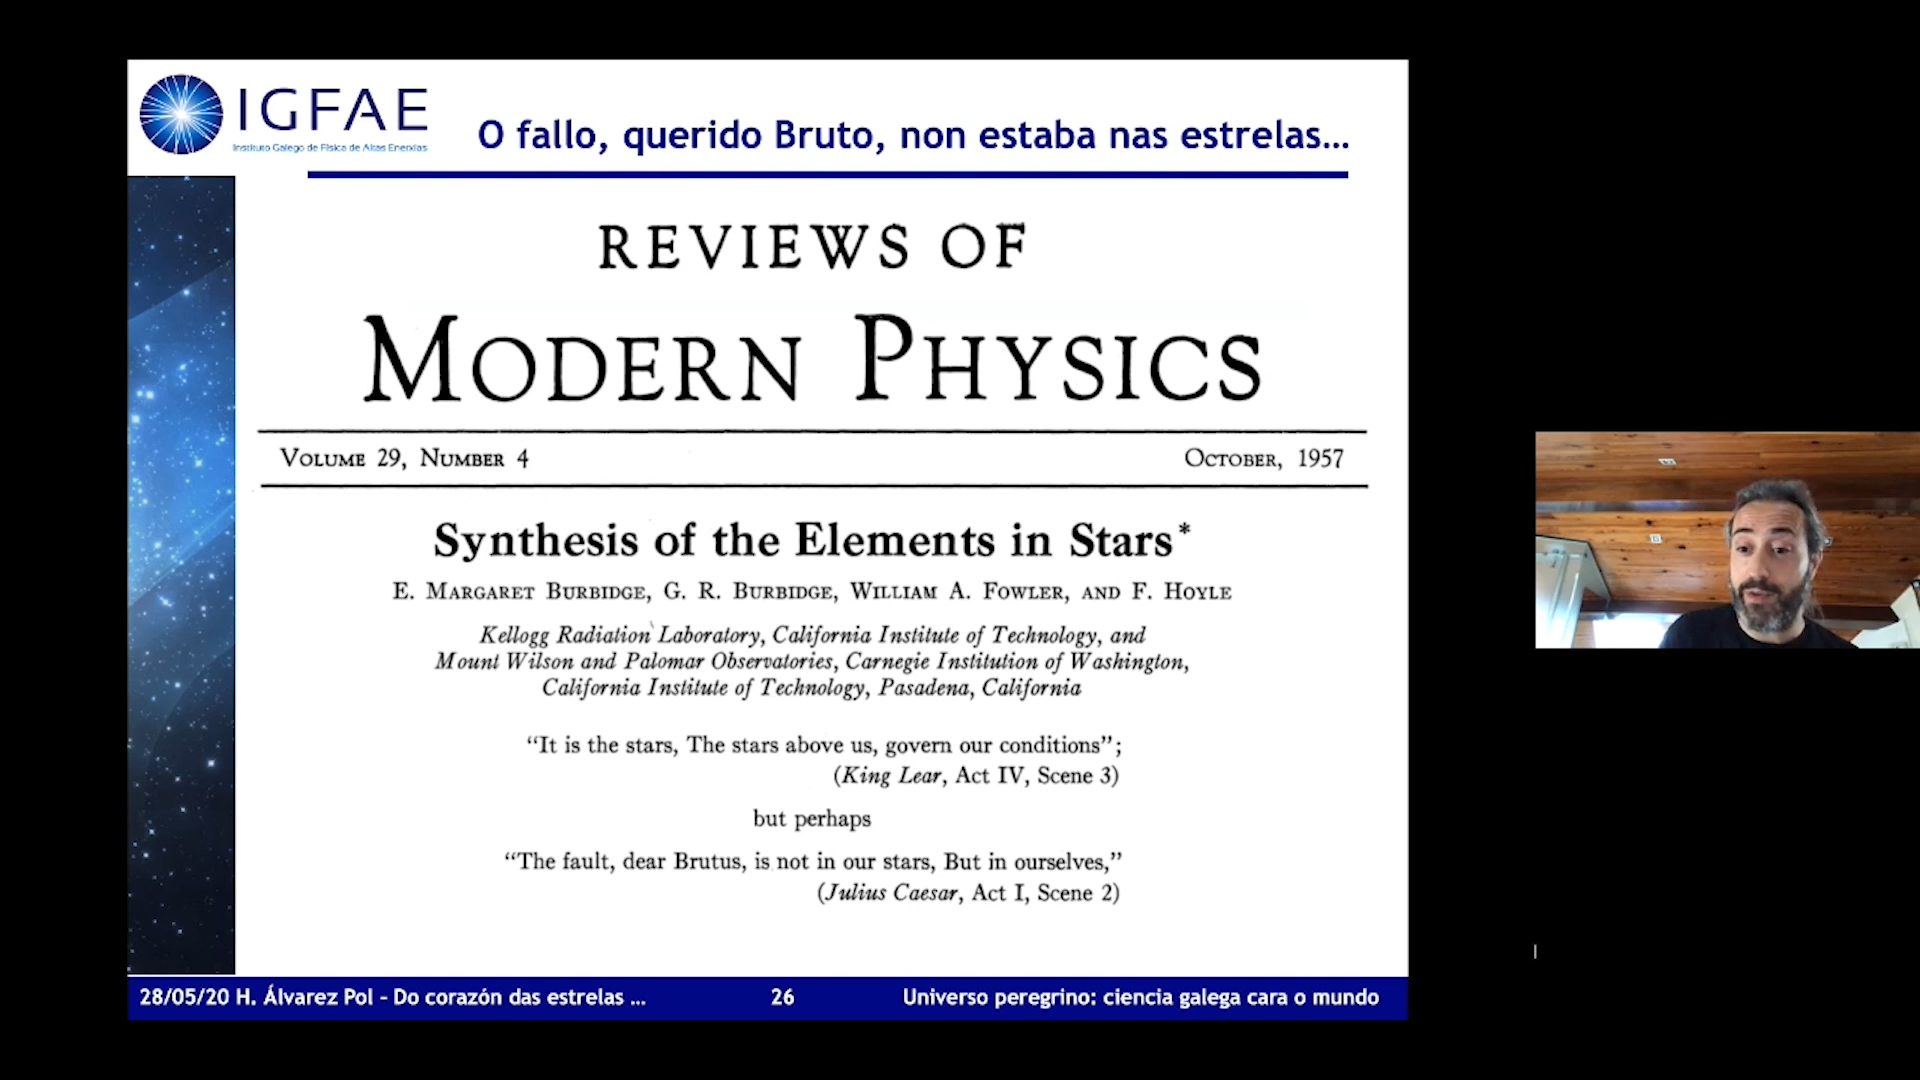 IGFAE
Instituto Galego de Física de Altas Enerxías
O fallo, querido Bruto, non estaba nas estrelas...
REVIEWS OF
MODERN PHYSICS
VOLUME 29, NUMBER 4
OCTOBER, 1957
Synthesis of the Elements in Stars*
E. MARGARET BURBIDGE, G. R. BURBIDGE, WILLIAM A. FOWLER, AND F. HOYLE
Kellogg Radiation Laboratory, California Institute of Technology, and
Mount Wilson and Palomar Observatories, Carnegie Institution of Washington,
California Institute of Technology, Pasadena, California
“It is the stars, The stars above us, govern our conditions”;
(King Lear, Act IV, Scene 3)
but perhaps
“The fault, dear Brutus, is not in our stars, But in ourselves,”
(Julius Caesar, Act I, Scene 2)
28/05/20 H. Álvarez Pol - Do corazón das estrelas ...
26
Universo peregrino: ciencia galega cara o mundo